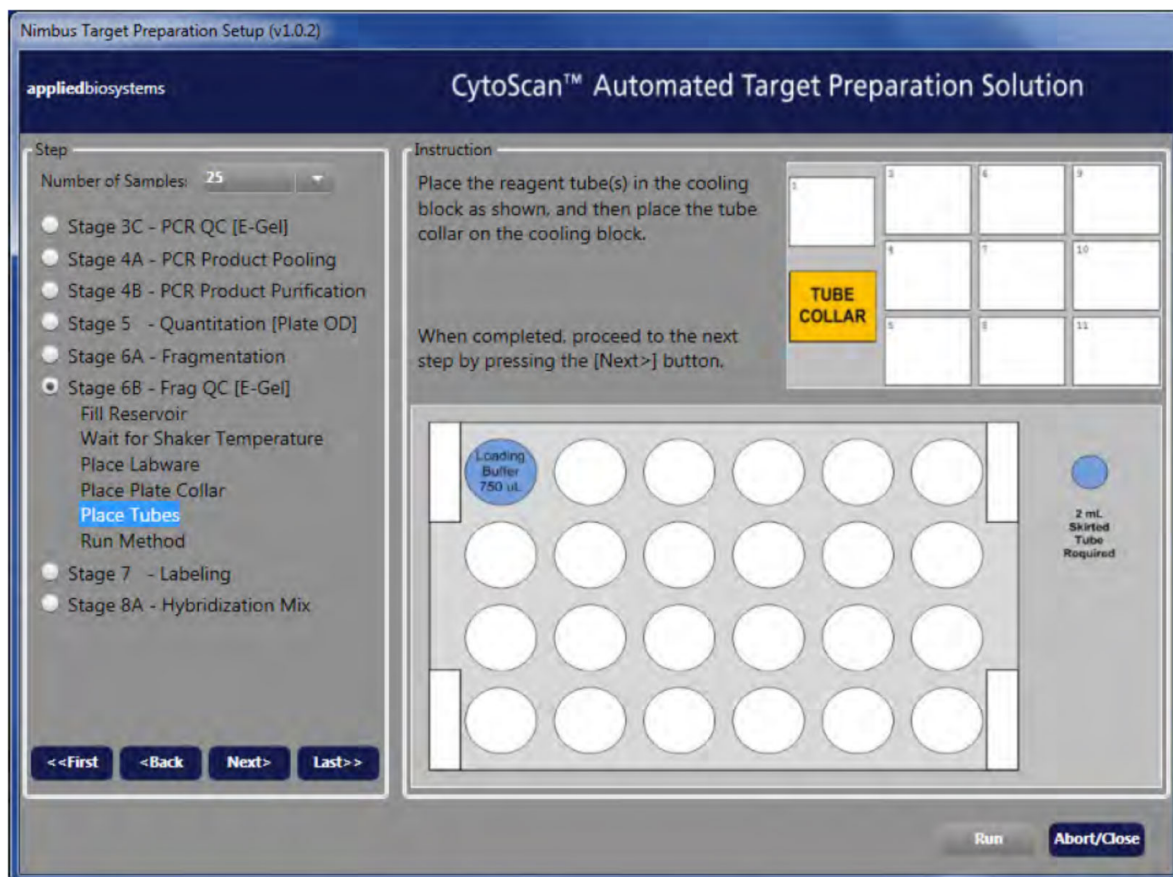 Nimbus Target Preparation Setup (v1.0.2)
appliedbiosystems
CytoScan™ Automated Target Preparation Solution
Step
Number of Samples: 25
Stage 3C - PCR QC [E-Gel]
Stage 4A - PCR Product Pooling
Stage 4B - PCR Product Purification
Stage 5 - Quantitation [Plate OD]
Stage 6A - Fragmentation
Stage 6B - Frag QC [E-Gel]
Fill Reservoir
Wait for Shaker Temperature
Place Labware
Place Plate Collar
Place Tubes
Run Method
Stage 7 - Labeling
Stage 8A - Hybridization Mix
<<First
<Back
Next>
Last>>
Instruction
Place the reagent tube(s) in the cooling
block as shown, and then place the tube
collar on the cooling block.
When completed, proceed to the next
step by pressing the [Next>] button.
1
3
6
9
7
10
TUBE
COLLAR
5
8
11
Loading
Buffer
750 uL
2 mL
Skirted
Tube
Required
Run
Abort/Close